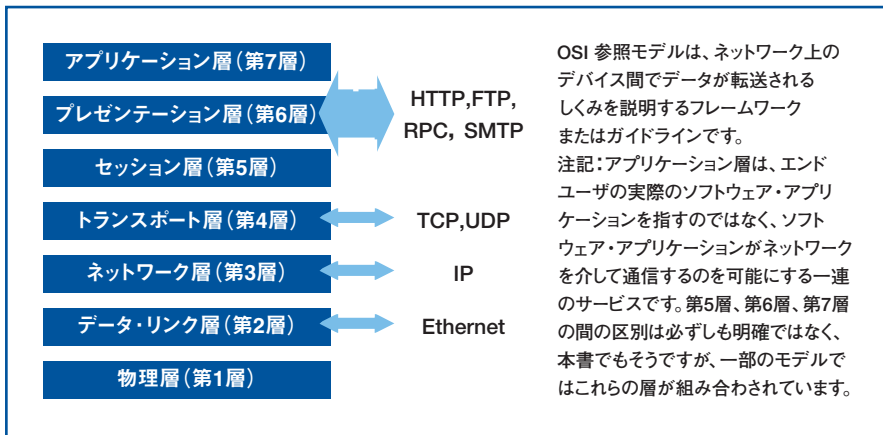 アプリケーション層（第7層）
プレゼンテーション層（第6層）
セッション層（第5層）
トランスポート層（第4層）
ネットワーク層（第3層）
データ・リンク層（第2層）
物理層（第1層）
HTTP,FTP,
RPC, SMTP
TCP,UDP
IP
Ethernet
OSI 参照モデルは、ネットワーク上の
デバイス間でデータが転送される
しくみを説明するフレームワーク
またはガイドラインです。
注記：アプリケーション層は、エンド
ユーザの実際のソフトウェア・アプリ
ケーションを指すのではなく、ソフト
ウェア・アプリケーションがネットワーク
を介して通信するのを可能にする一連
のサービスです。第5層、第6層、第7層
の間の区別は必ずしも明確ではなく、
本書でもそうですが、一部のモデルで
はこれらの層が組み合わされています。